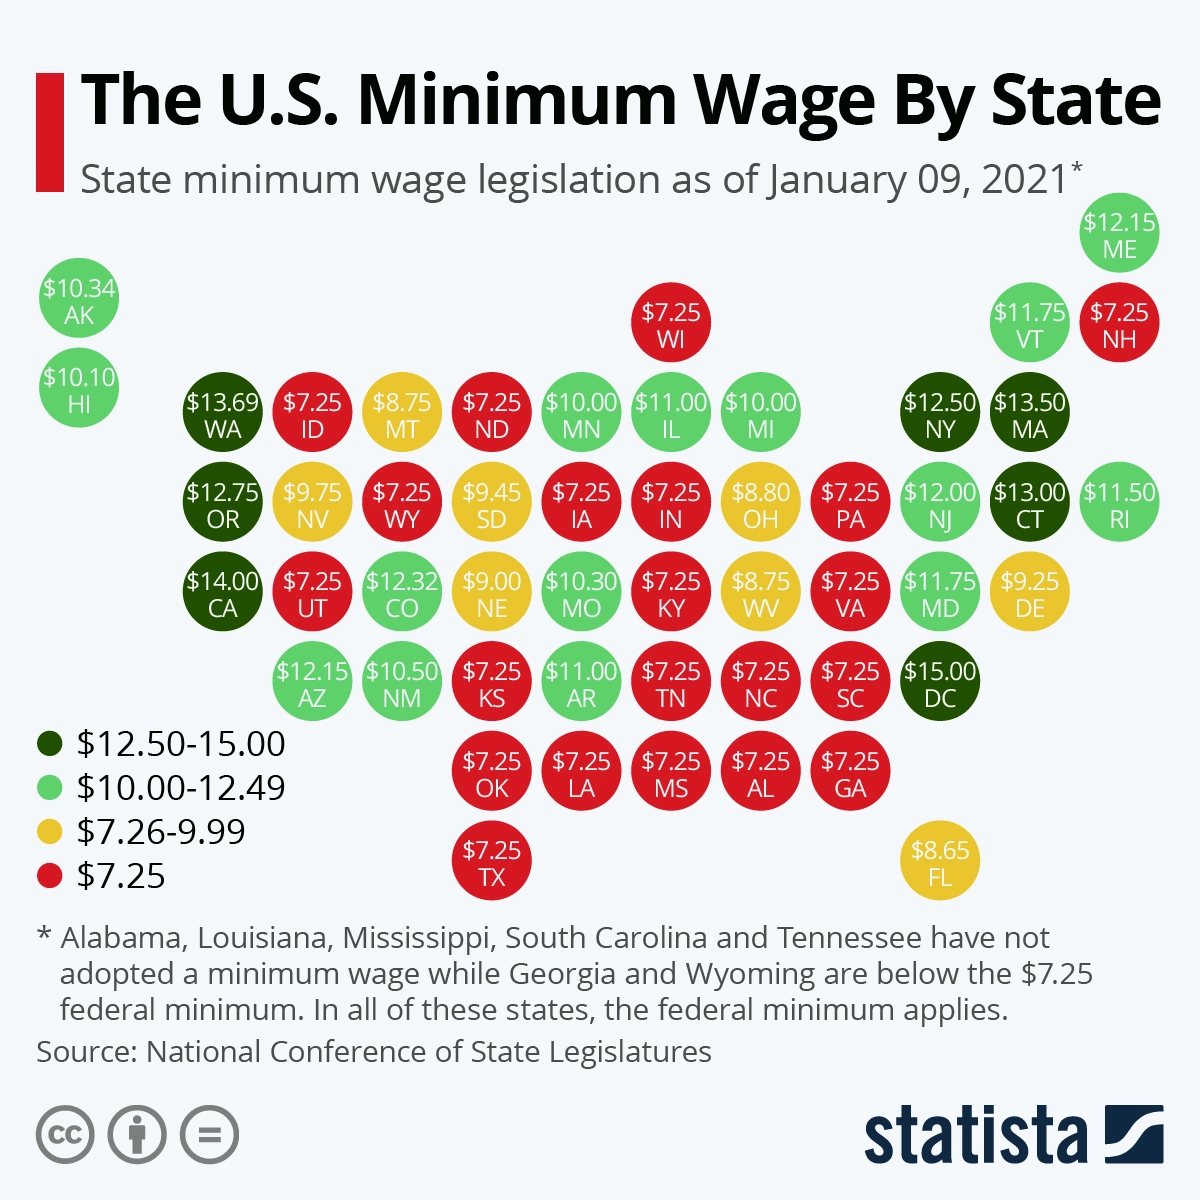 The U.S. Minimum Wage By State
State minimum wage legislation as of January 09, 2021*
$12.15
ME
$10.34
AK
$7.25
WI
$11.75
VT
$7.25
NH
$10.10
HI
$13.69
WA
$7.25
ID
$8.75
MT
$7.25
ND
$10.00
MN
$11.00
IL
$10.00
MI
$12.50
NY
$13.50
MA
$12.75
OR
$9.75
NV
$7.25
WY
$9.45
SD
$7.25
IA
$7.25
IN
$8.80
OH
$7.25
PA
$12.00
NJ
$13.00
CT
$11.50
RI
$14.00
CA
$7.25
UT
$12.32
CO
$9.00
NE
$10.30
MO
$7.25
KY
$8.75
WV
$7.25
VA
$11.75
MD
$9.25
DE
$12.15
AZ
$10.50
NM
$7.25
KS
$11.00
AR
$7.25
TN
$7.25
NC
$7.25
SC
$15.00
DC
$7.25
OK
$7.25
LA
$7.25
MS
$7.25
AL
$7.25
GA
$7.25
TX
$8.65
FL
$12.50-15.00
$10.00-12.49
$7.26-9.99
$7.25
* Alabama, Louisiana, Mississippi, South Carolina and Tennessee have not
adopted a minimum wage while Georgia and Wyoming are below the $7.25
federal minimum. In all of these states, the federal minimum applies.
Source: National Conference of State Legislatures
cc
=
statista